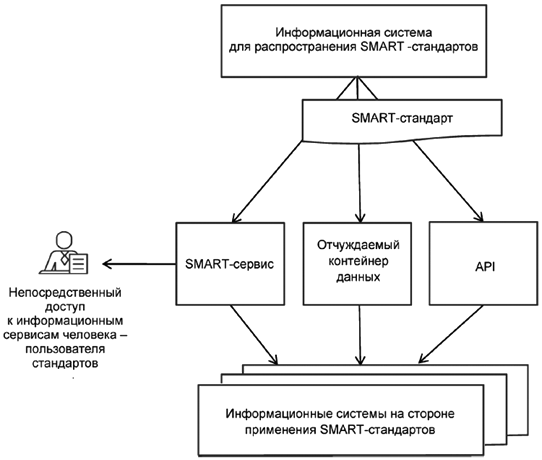 Информационная система
для распространения SMART -стандартов
SMART-стандарт
SMART-сервис
Отчуждаемый
контейнер
данных
API
Непосредственный
доступ
к информационным
сервисам человека –
пользователя
стандартов
.
Информационные системы на стороне
применения SMART-стандартов